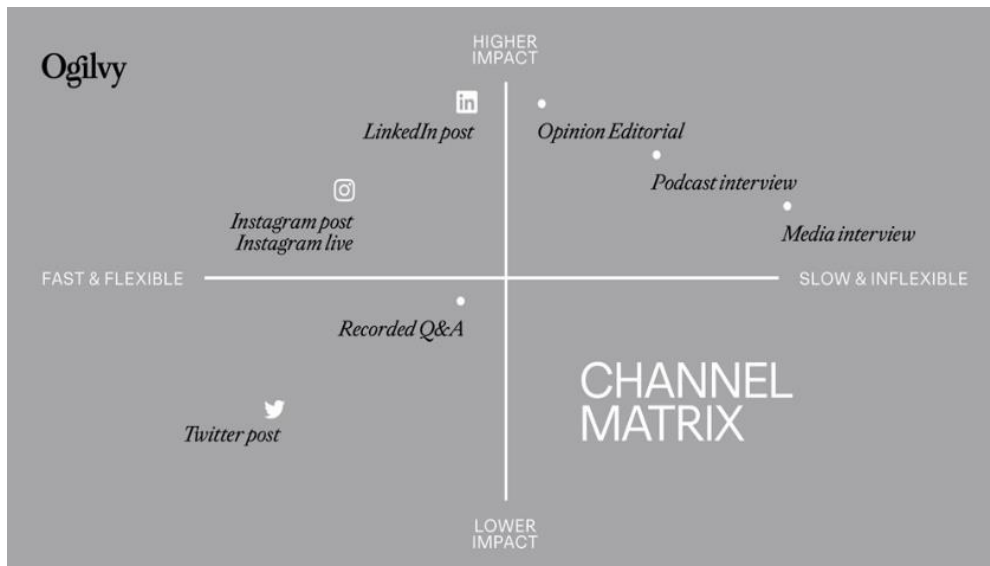 Ogilvy
HIGHER
IMPACT
in
LinkedIn post
Opinion Editorial
Podcast interview
Instagram post
Instagram live
Media interview
FAST & FLEXIBLE
SLOW & INFLEXIBLE
Recorded Q&A
CHANNEL
MATRIX
Twitter post
LOWER
IMPACT